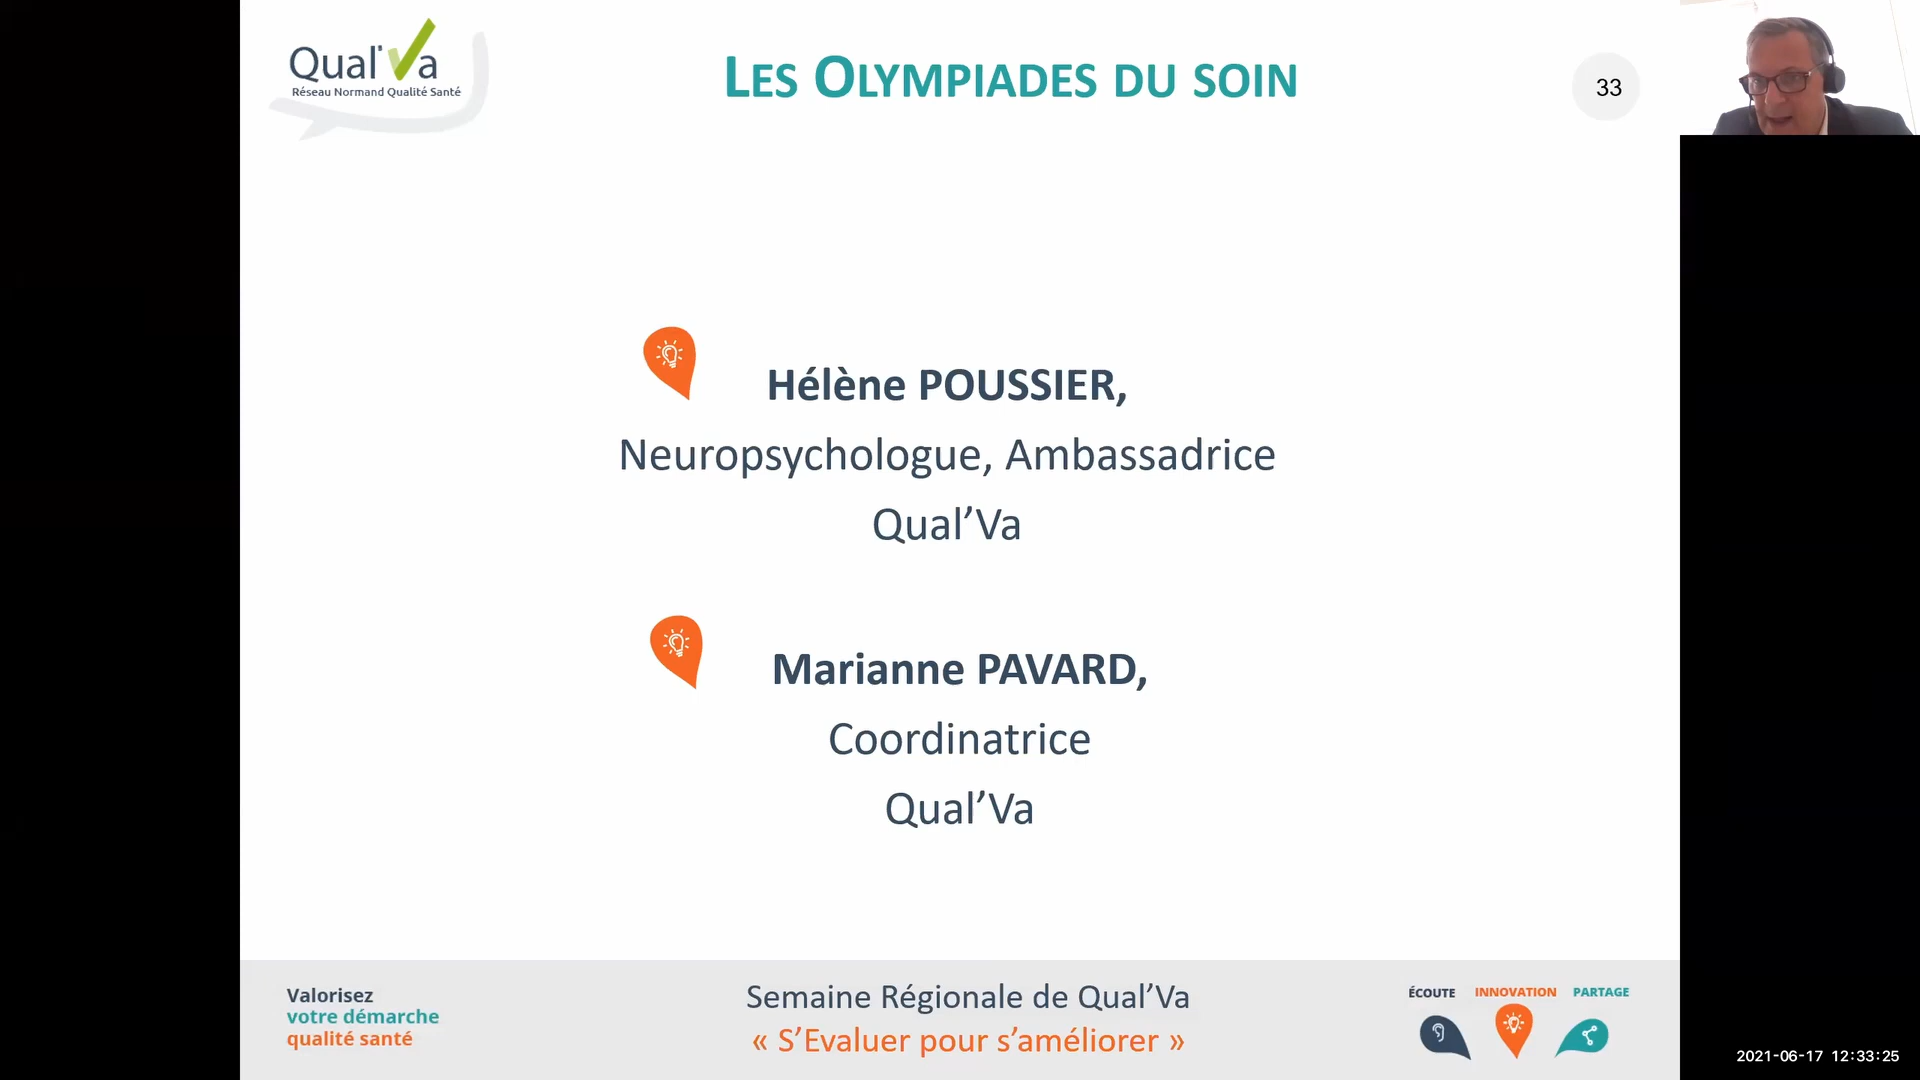 Qual'Va
Réseau Normand Qualité Santé
LES OLYMPIADES DU SOIN
33
Hélène POUSSIER,
Neuropsychologue, Ambassadrice
Qual’Va
Marianne PAVARD,
Coordinatrice
Qual’Va
Valorisez
votre démarche
qualité santé
Semaine Régionale de Qual’Va
« S’Evaluer pour s’améliorer »
ÉCOUTE INNOVATION PARTAGE
2021-06-17 12:33:25